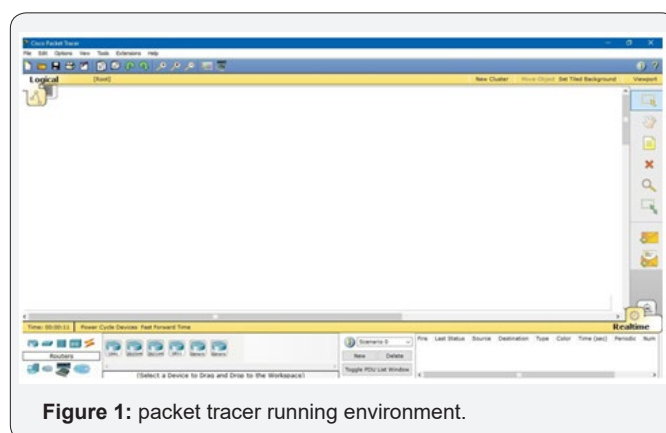 Cisco Packet Tracer
File Edit Options View Tools Extensions Help
Logical [Root] New Cluster Move Object Set Tiled Background Viewport
Time: 00:00:11 Power Cycle Devices Fast Forward Time Realtime
Scenario 0 Fire Last Status Source Destination Type Color Time (sec) Periodic Num
Routers New Delete
(Select a Device to Drag and Drop to the Workspace) Toggle PDU List Window
Figure 1: packet tracer running environment.